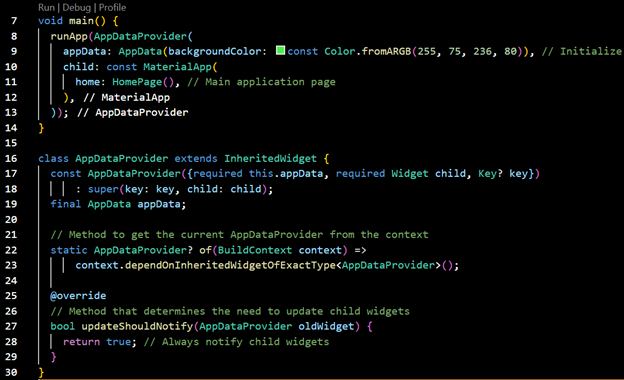 Run | Debug | Profile
7 void main() {
8 runApp(AppDataProvider(
9 appData: AppData(backgroundColor: const Color.fromARGB(255, 75, 236, 80)), // Initialize
10 child: const MaterialApp(
11 home: HomePage(), // Main application page
12 ), // MaterialApp
13 )); // AppDataProvider
14 }
15
16 class AppDataProvider extends InheritedWidget {
17 const AppDataProvider({required this.appData, required Widget child, Key? key})
18 : super(key: key, child: child);
19 final AppData appData;
20
21 // Method to get the current AppDataProvider from the context
22 static AppDataProvider? of(BuildContext context) =>
23 context.dependOnInheritedWidgetOfExactType<AppDataProvider>();
24
25 @override
26 // Method that determines the need to update child widgets
27 bool updateShouldNotify(AppDataProvider oldWidget) {
28 return true; // Always notify child widgets
29 }
30 }